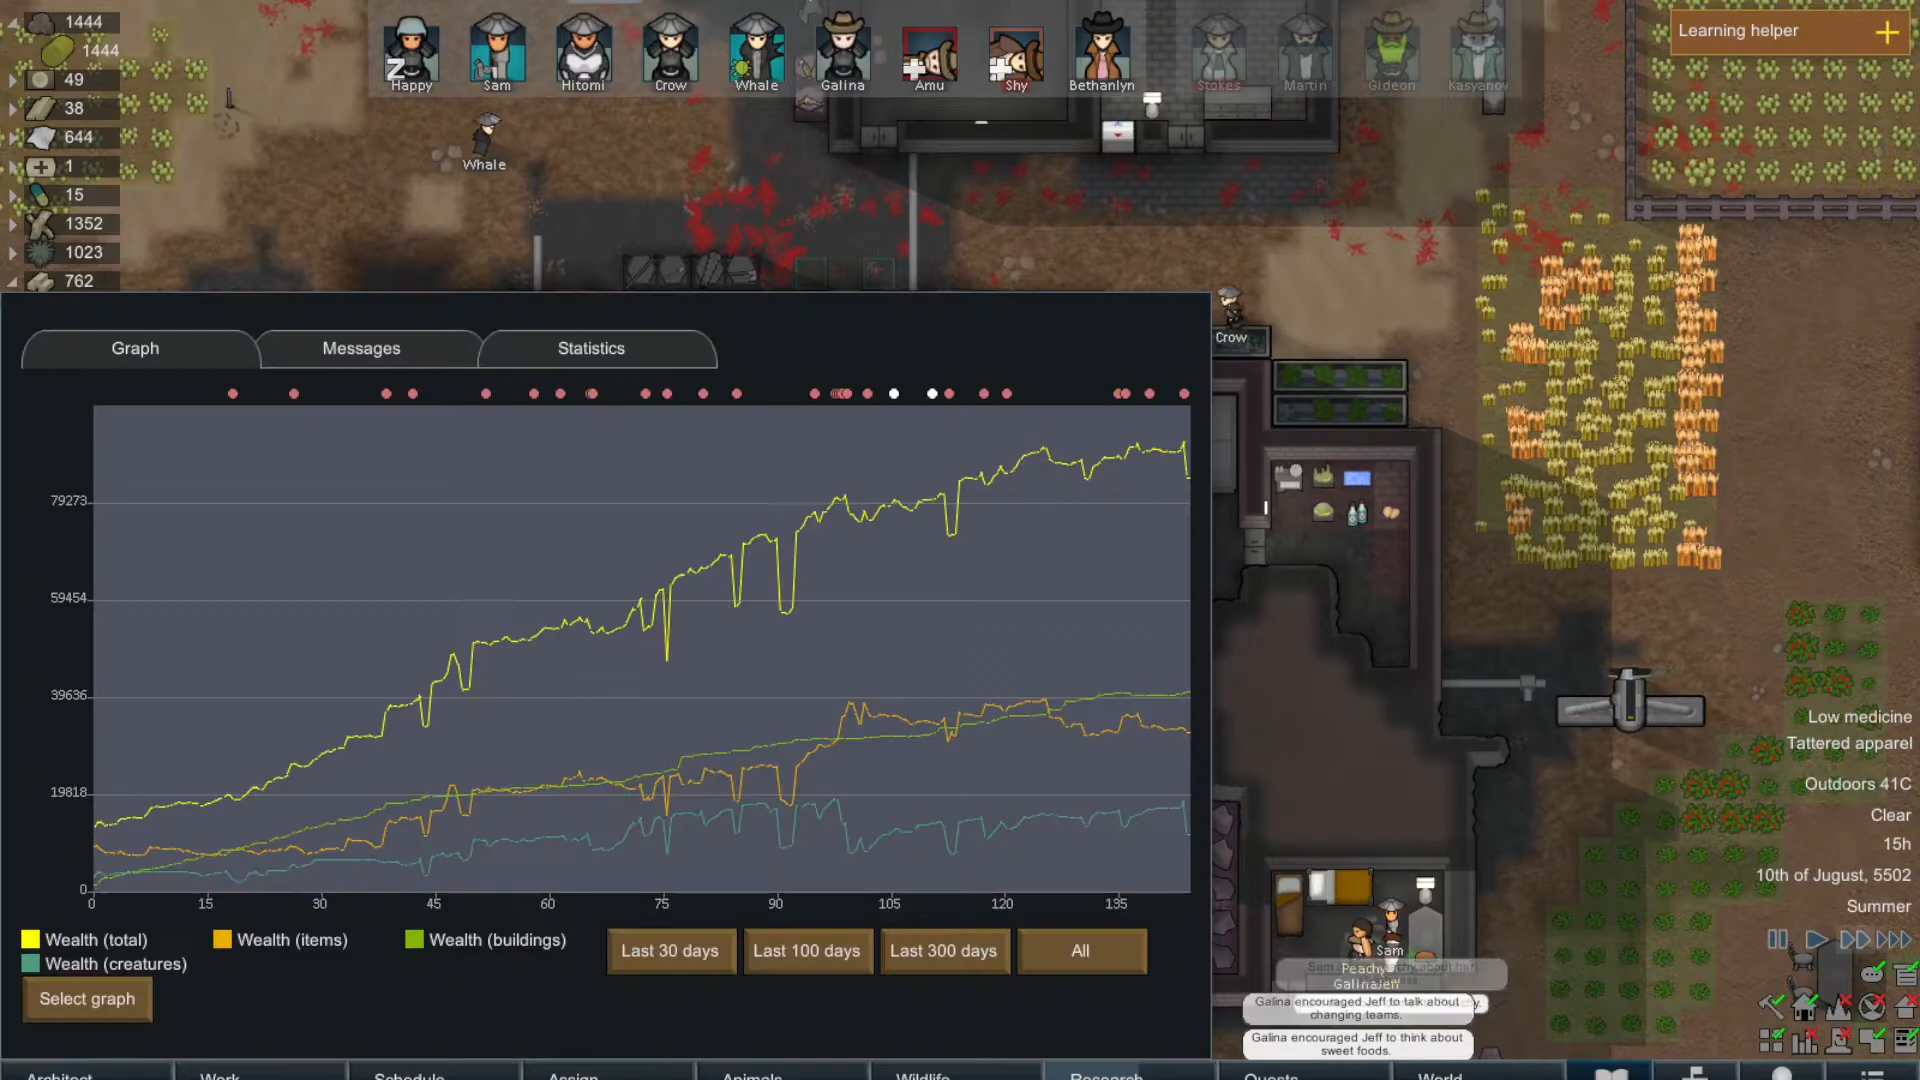 1444
1444
49
38
644
1
15
1352
1023
762
Happy
Sam
Hitomi
Crow
Whale
Galina
Amu
Shy
Bethanlyn
Stokes
Martin
Gideon
Kasyanov
Learning helper
Z
Whale
Crow
Graph
Messages
Statistics
79273
59454
39636
19818
0
0
15
30
45
60
75
90
105
120
135
Wealth (total)
Wealth (items)
Wealth (buildings)
Wealth (creatures)
Last 30 days
Last 100 days
Last 300 days
All
Select graph
Low medicine
Tattered apparel
Outdoors 41C
Clear
15h
10th of Jugust, 5502
Summer
Sam
Peachy
Galina
Jen
Galina encouraged Jeff to talk about
changing teams.
Galina encouraged Jeff to think about
sweet foods.
Architect
Work
Schedule
Assign
Animals
Wildlife
Research
Quests
World